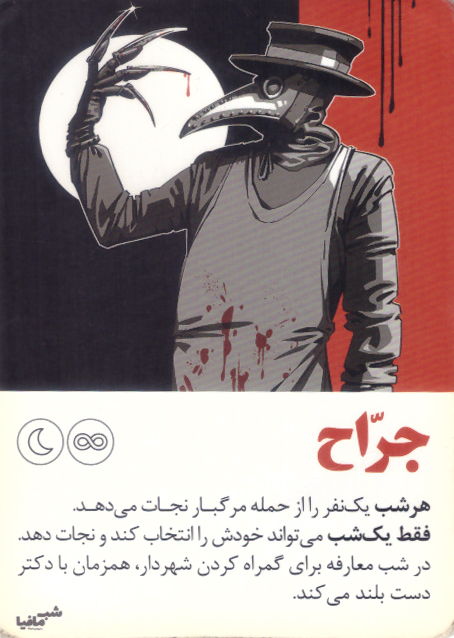 جرّاح
هرشب یک‌نفر را از حمله مرگبار نجات می‌دهد.
فقط یک‌شب می‌تواند خودش را انتخاب کند و نجات دهد.
در شب معارفه برای گمراه کردن شهردار، همزمان با دکتر
دست بلند می‌کند.
شب مافیا